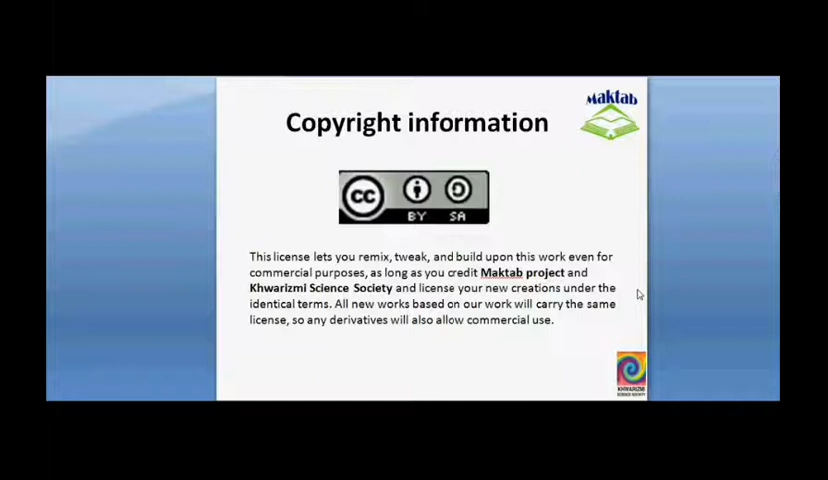 Maktab
Copyright information
cc
BY SA
This license lets you remix, tweak, and build upon this work even for
commercial purposes, as long as you credit Maktab project and
Khwarizmi Science Society and license your new creations under the
identical terms. All new works based on our work will carry the same
license, so any derivatives will also allow commercial use.
KHWARIZMI
SCIENCE SOCIETY